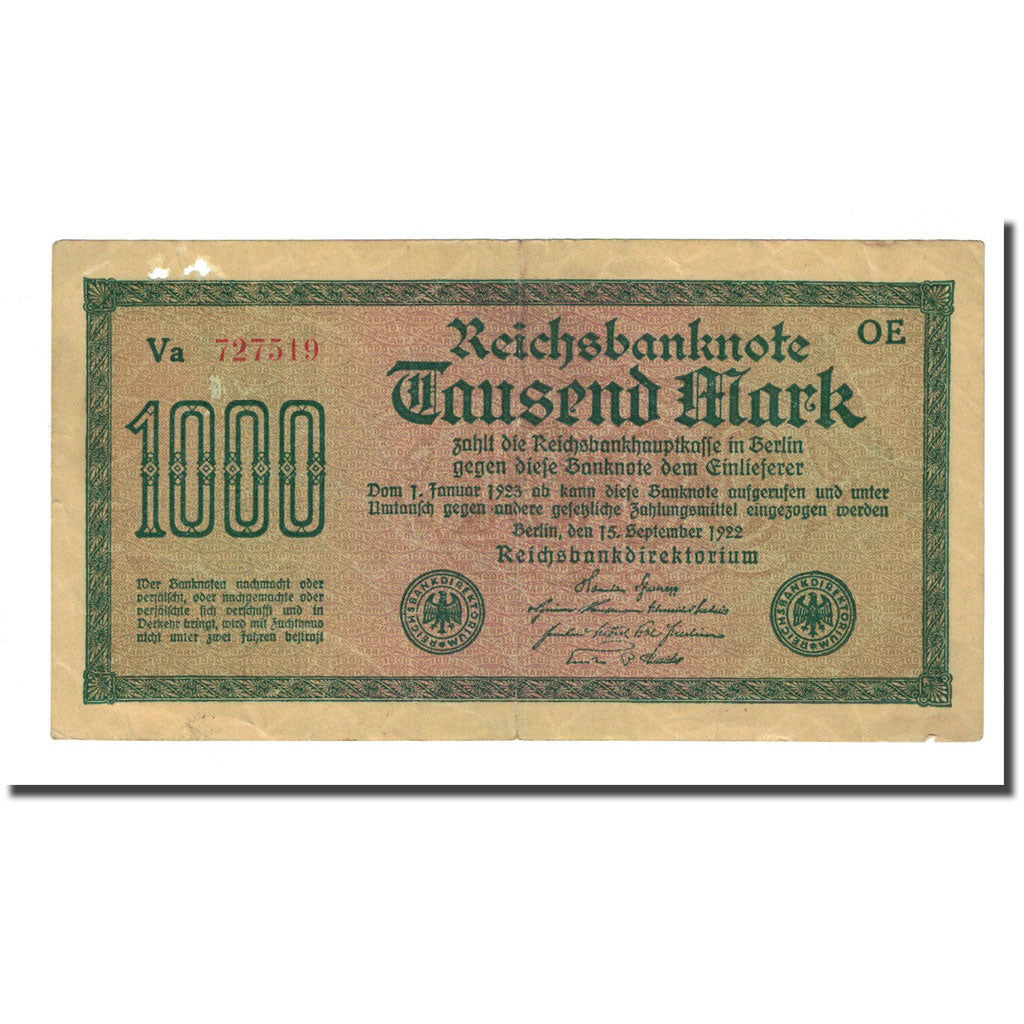 Va 727519
OE
Reichsbanknote
Tausend Mark
1000
zahlt die Reichsbankhauptkasse in Berlin
gegen diese Banknote dem Einlieferer
Dom 1. Januar 1923 ab kann diese Banknote aufgerufen und unter
Umtausch gegen andere gesetzliche Zahlungsmittel eingezogen werden
Berlin, den 15. September 1922
Reichsbankdirektorium
Wer Banknoten nachmacht oder
verfälscht, oder nachgemachte oder
verfälschte sich verschafft und in
Verkehr bringt, wird mit Zuchthaus
nicht unter zwei Jahren bestraft
REICHSBANKDIREKTORIUM
REICHSBANKDIREKTORIUM